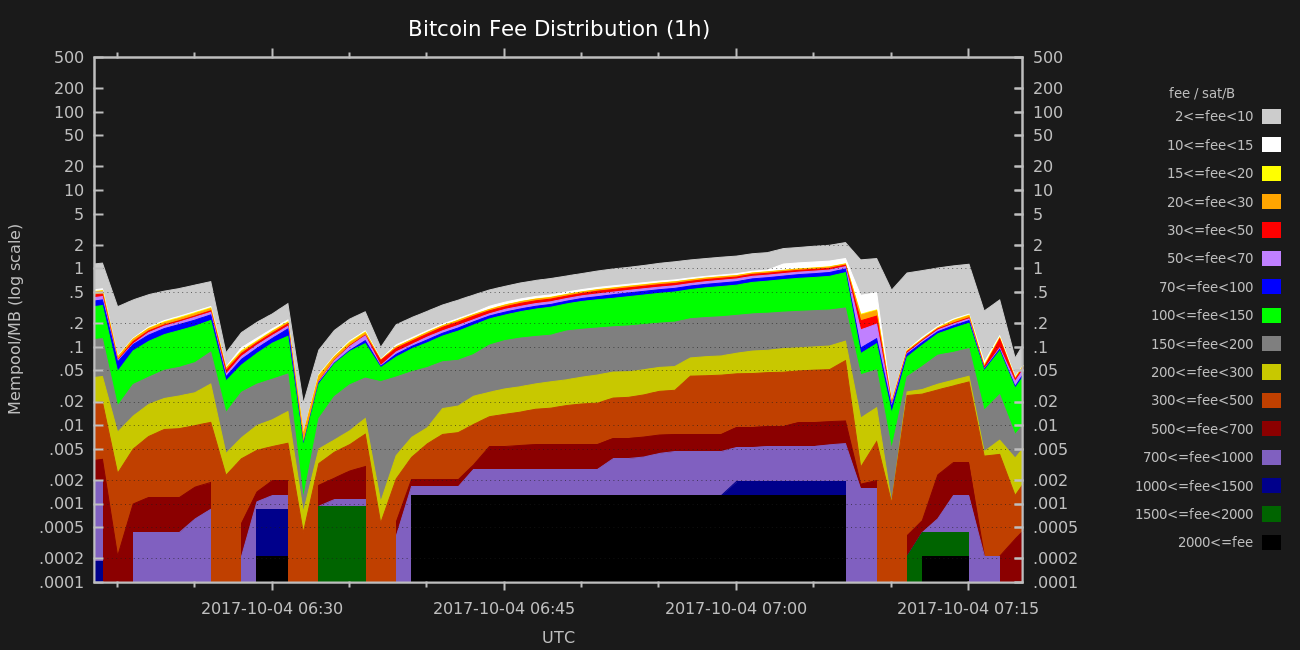 Bitcoin Fee Distribution (1h)
500 500
200 200
100 100
50 50
20 20
10 10
5 5
2 2
1 1
.5 .5
.2 .2
.1 .1
.05 .05
.02 .02
.01 .01
.005 .005
.002 .002
.001 .001
.0005 .0005
.0002 .0002
.0001 .0001
Mempool/MB (log scale)
2017-10-04 06:30 2017-10-04 06:45 2017-10-04 07:00 2017-10-04 07:15
UTC
fee / sat/B
2<=fee<10
10<=fee<15
15<=fee<20
20<=fee<30
30<=fee<50
50<=fee<70
70<=fee<100
100<=fee<150
150<=fee<200
200<=fee<300
300<=fee<500
500<=fee<700
700<=fee<1000
1000<=fee<1500
1500<=fee<2000
2000<=fee